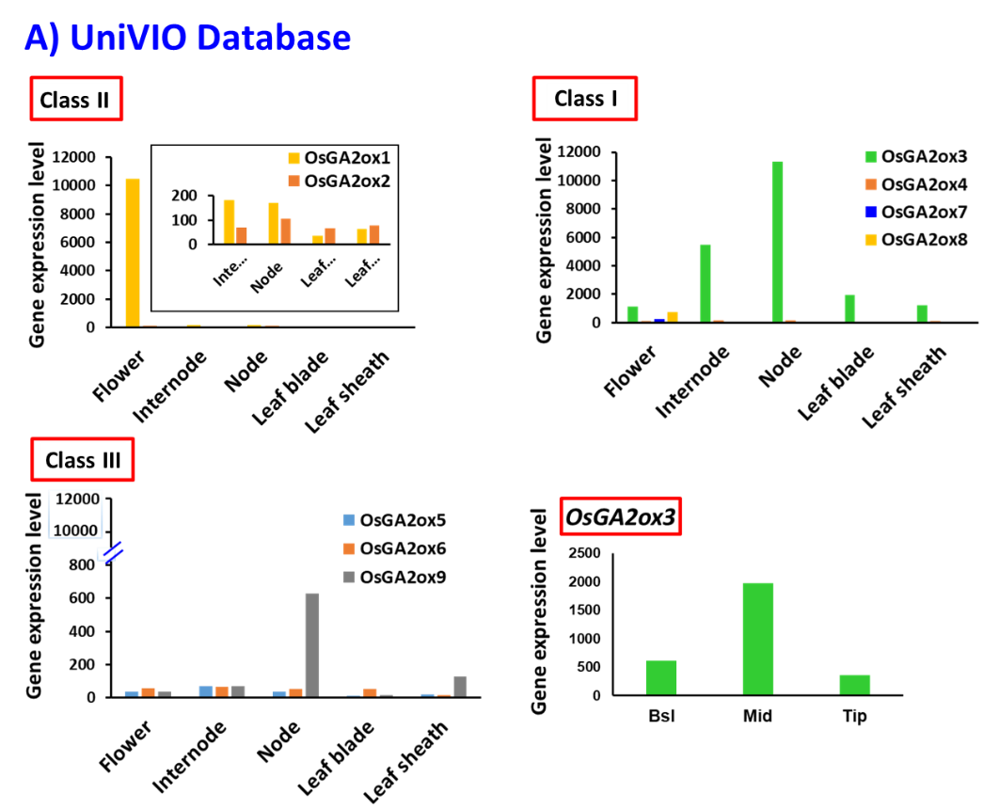 A) UniVIO Database
Class II
Gene expression level
12000
10000
8000
6000
4000
2000
0
OsGA2ox1
OsGA2ox2
200
100
0
Inte...
Node
Leaf...
Leaf...
Flower
Internode
Node
Leaf blade
Leaf sheath
Class I
Gene expression level
12000
10000
8000
6000
4000
2000
0
OsGA2ox3
OsGA2ox4
OsGA2ox7
OsGA2ox8
Flower
Internode
Node
Leaf blade
Leaf sheath
Class III
Gene expression level
12000
10000
800
600
400
200
0
OsGA2ox5
OsGA2ox6
OsGA2ox9
Flower
Internode
Node
Leaf blade
Leaf sheath
OsGA2ox3
Gene expression level
2500
2000
1500
1000
500
0
Bsl
Mid
Tip